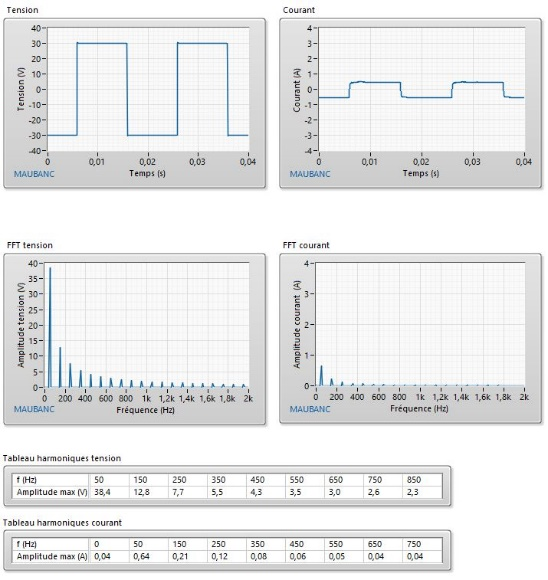 Tension
Courant
40
30
20
10
0
-10
-20
-30
-40
Tension (V)
0 0,01 0,02 0,03 0,04
Temps (s)
MAUBANC
4
3
2
1
0
-1
-2
-3
-4
Courant (A)
0 0,01 0,02 0,03 0,04
Temps (s)
MAUBANC
FFT tension
FFT courant
40
35
30
25
20
15
10
5
0
Amplitude tension (V)
0 200 400 600 800 1k 1,2k 1,4k 1,6k 1,8k 2k
Fréquence (Hz)
MAUBANC
4
3
2
1
0
Amplitude courant (A)
0 200 400 600 800 1k 1,2k 1,4k 1,6k 1,8k 2k
Fréquence (Hz)
MAUBANC
Tableau harmoniques tension
f (Hz) 50 150 250 350 450 550 650 750 850
Amplitude max (V) 38,4 12,8 7,7 5,5 4,3 3,5 3,0 2,6 2,3
Tableau harmoniques courant
f (Hz) 0 50 150 250 350 450 550 650 750
Amplitude max (A) 0,04 0,64 0,21 0,12 0,08 0,06 0,05 0,04 0,04